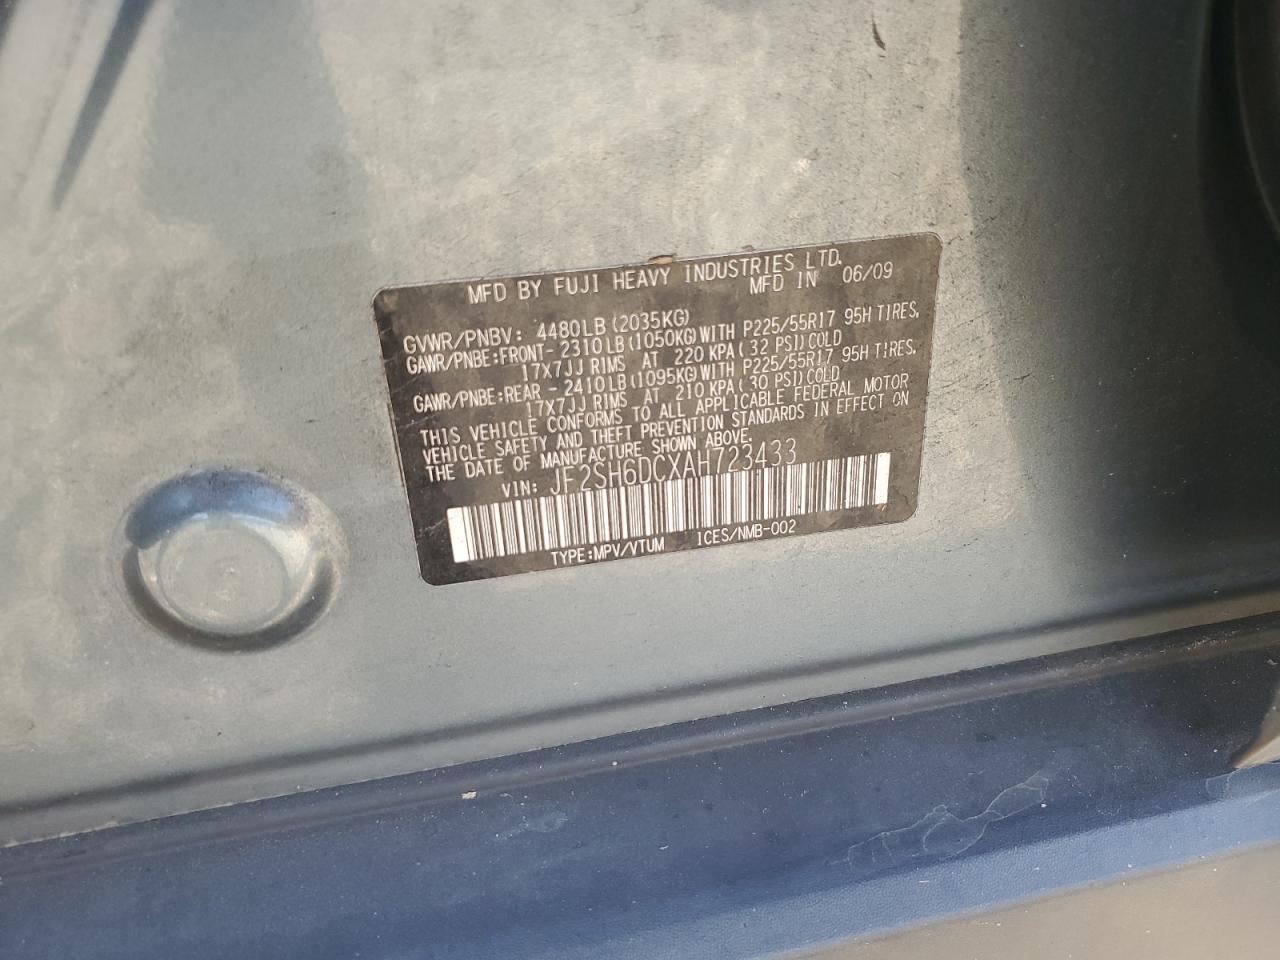 MFD BY FUJI HEAVY INDUSTRIES LTD.
MFD IN 06/09
GVWR/PNBV: 4480LB (2035KG)
GAWR/PNBE:FRONT- 2310LB(1050KG)WITH P225/55R17 95H TIRES,
17X7JJ RIMS AT 220 KPA( 32 PSI)COLD
GAWR/PNBE:REAR - 2410LB(1095KG)WITH P225/55R17 95H TIRES.
17X7JJ RIMS AT 210 KPA( 30 PSI)COLD
THIS VEHICLE CONFORMS TO ALL APPLICABLE FEDERAL MOTOR
VEHICLE SAFETY AND THEFT PREVENTION STANDARDS IN EFFECT ON
THE DATE OF MANUFACTURE SHOWN ABOVE.
VIN: JF2SH6DCXAH723433
TYPE:MPV/VTUM ICES/NMB-002